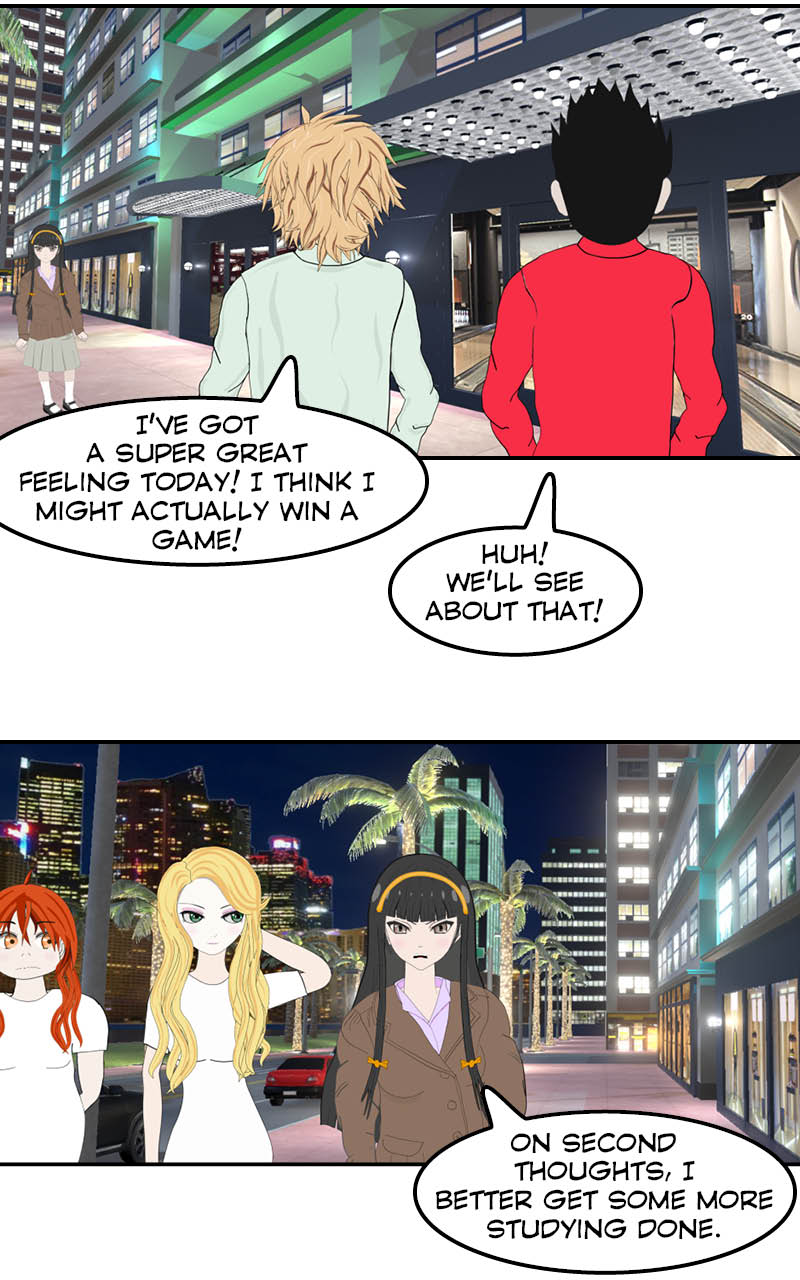 I'VE GOT
A SUPER GREAT
FEELING TODAY! I THINK I
MIGHT ACTUALLY WIN A
GAME!
HUH!
WE'LL SEE
ABOUT THAT!
ON SECOND
THOUGHTS, I
BETTER GET SOME MORE
STUDYING DONE.